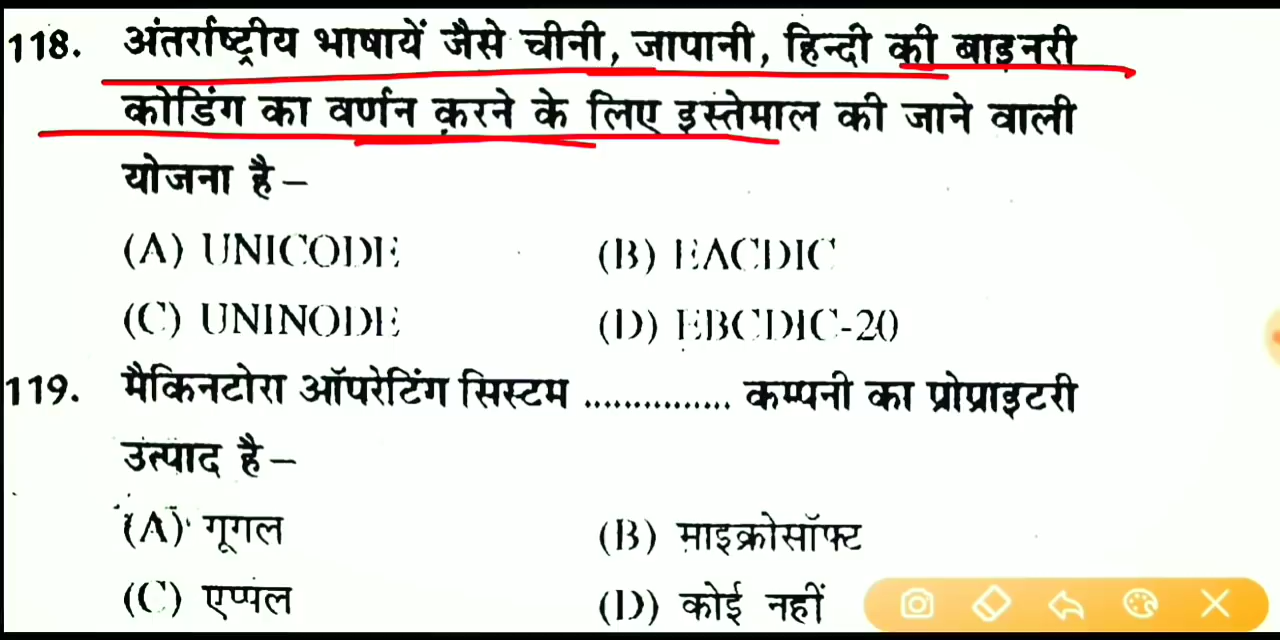 118. अंतर्राष्ट्रीय भाषायें जैसे चीनी, जापानी, हिन्दी की बाइनरी
कोडिंग का वर्णन करने के लिए इस्तेमाल की जाने वाली
योजना है –
(A) UNICODE (B) EACDIC
(C) UNINODE (D) EBCDIC-20
119. मैकिनटोरा ऑपरेटिंग सिस्टम ............... कम्पनी का प्रोप्राइटरी
उत्पाद है –
(A) गूगल (B) माइक्रोसॉफ्ट
(C) एप्पल (D) कोई नहीं